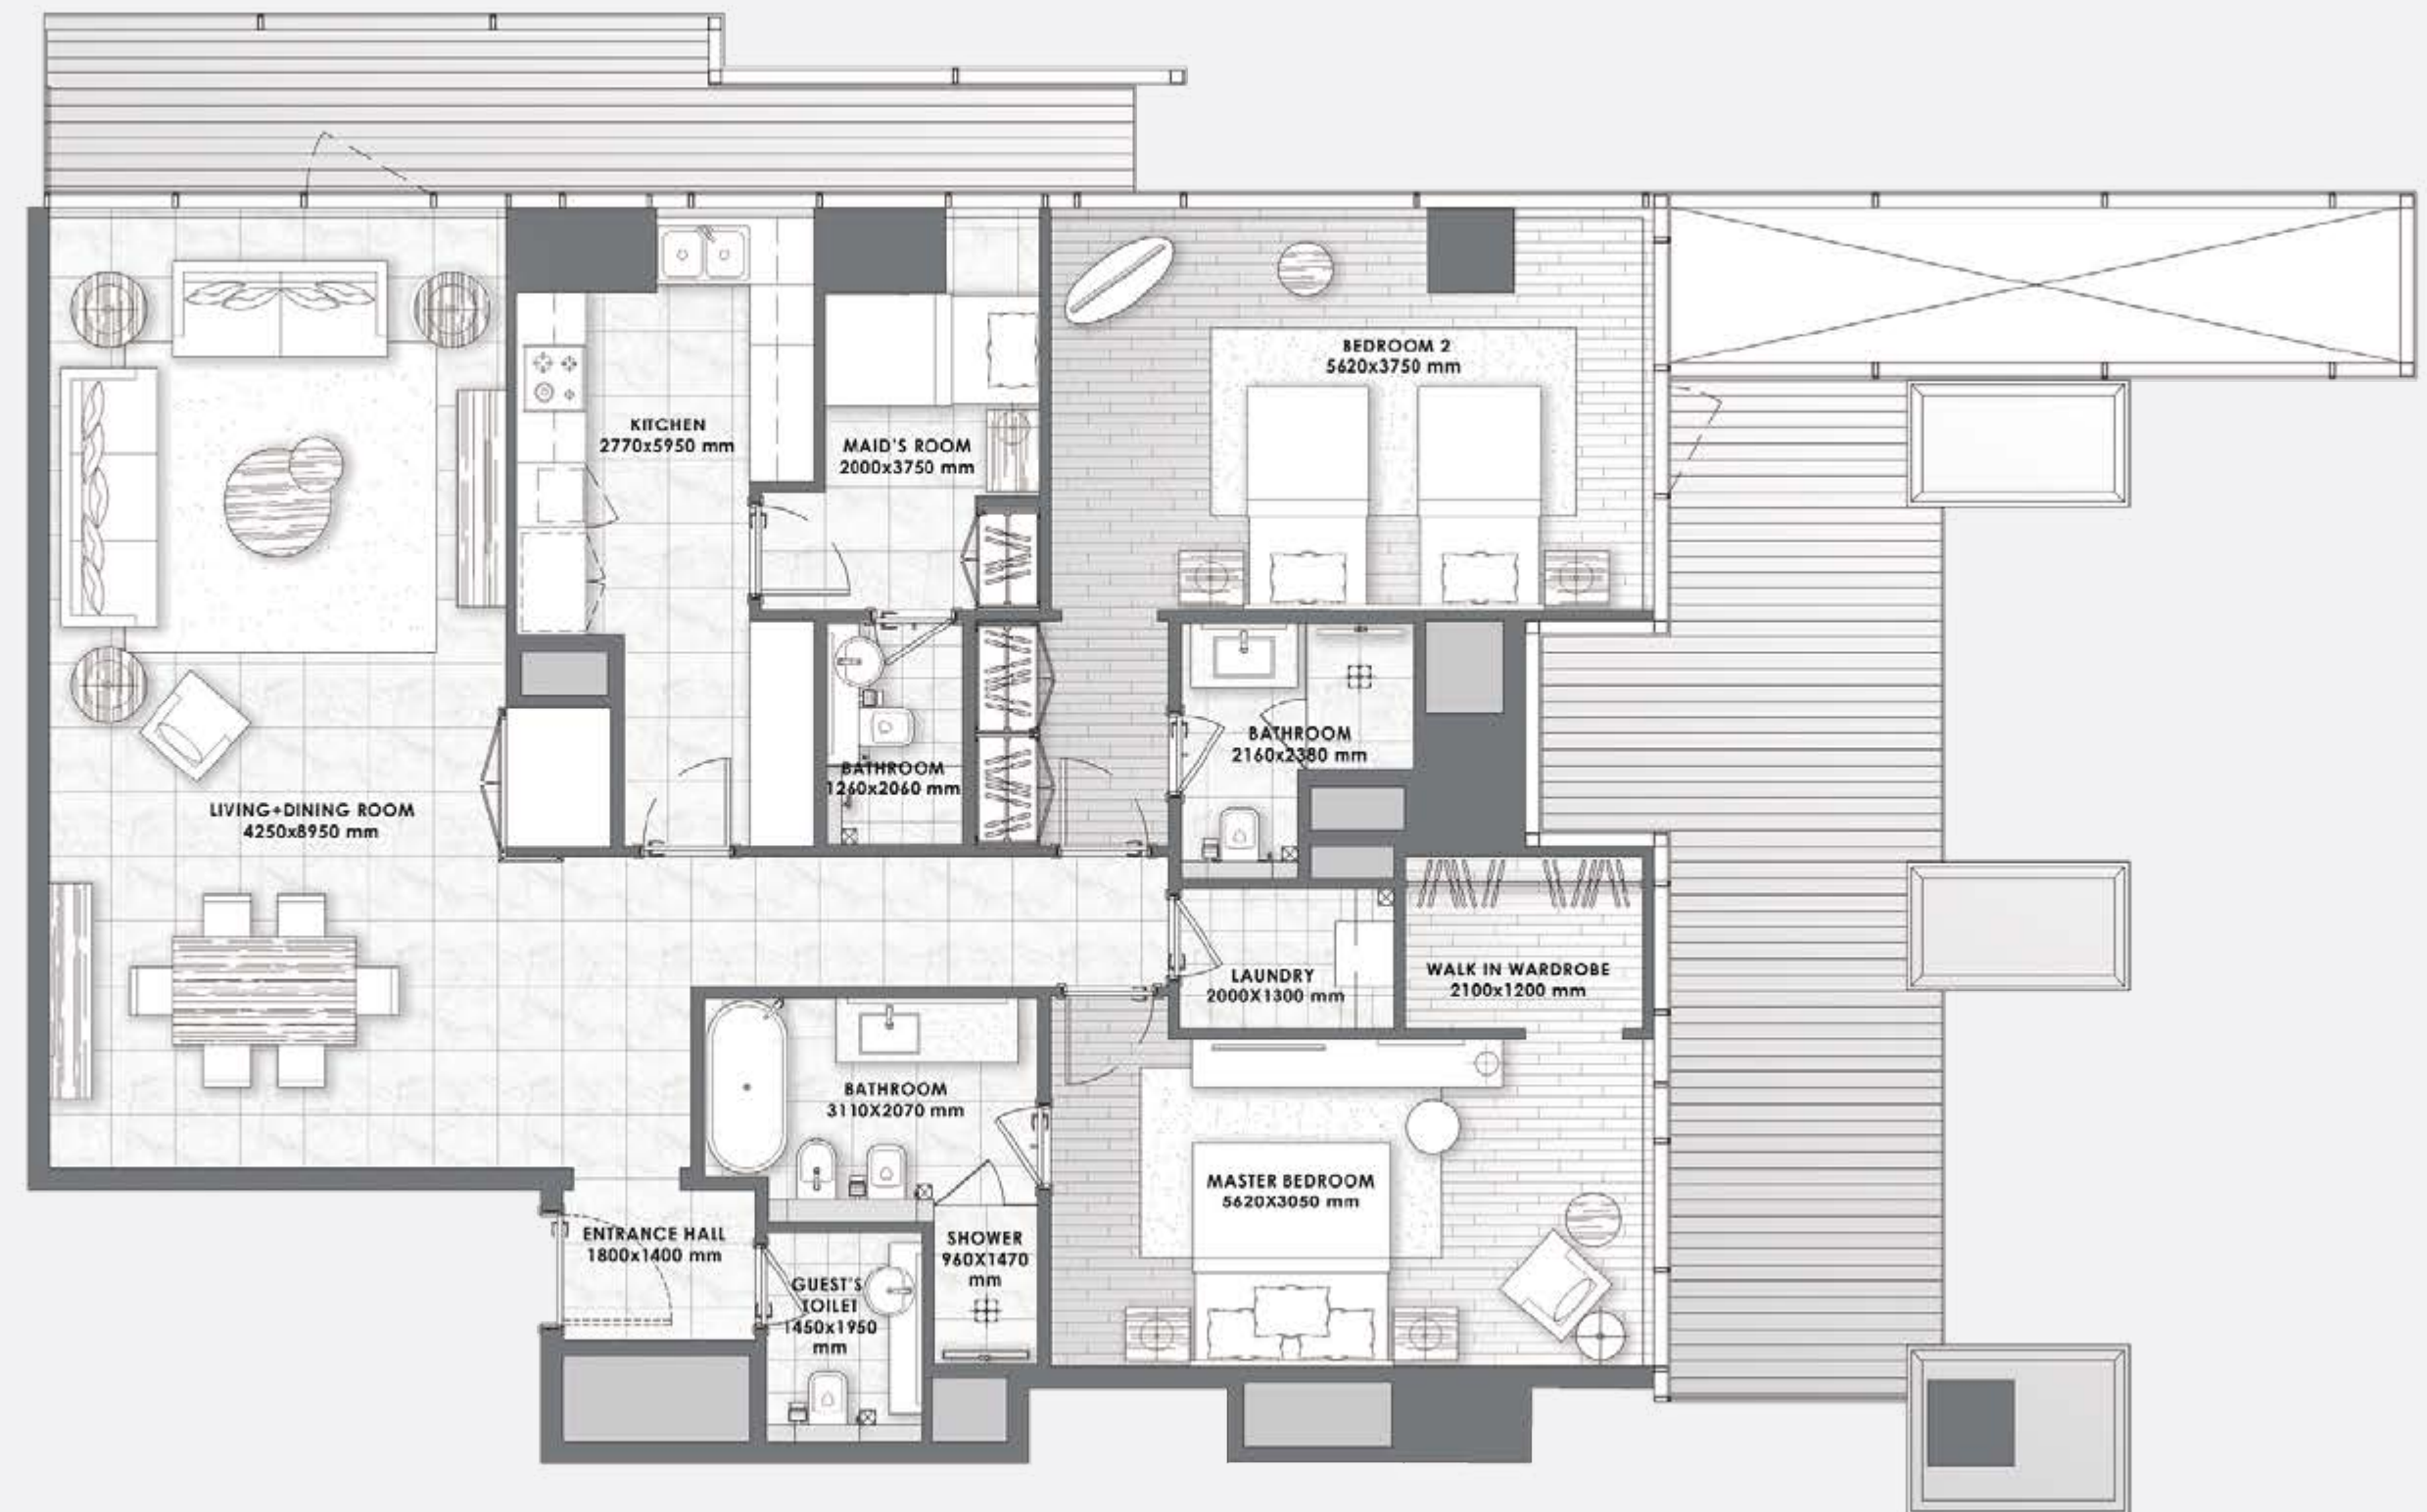 BEDROOM 2
5620x3750 mm
KITCHEN
2770x5950 mm
MAID'S ROOM
2000x3750 mm
BATHROOM
2160x2380 mm
BATHROOM
1260x2060 mm
LIVING+DINING ROOM
4250x8950 mm
LAUNDRY
2000X1300 mm
WALK IN WARDROBE
2100x1200 mm
BATHROOM
3110X2070 mm
MASTER BEDROOM
5620X3050 mm
ENTRANCE HALL
1800x1400 mm
SHOWER
960X1470
mm
GUEST'S
TOILET
1450x1950
mm